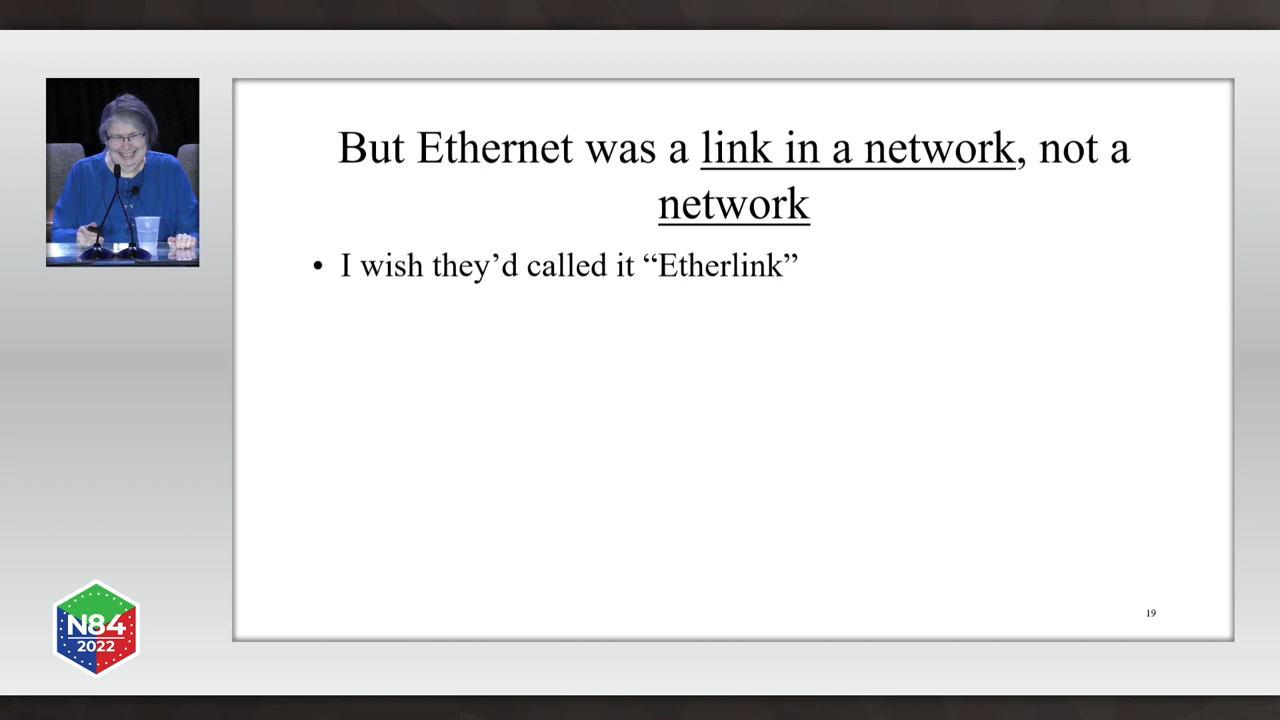 But Ethernet was a link in a network, not a
network
• I wish they’d called it “Etherlink”
19
N84
2022